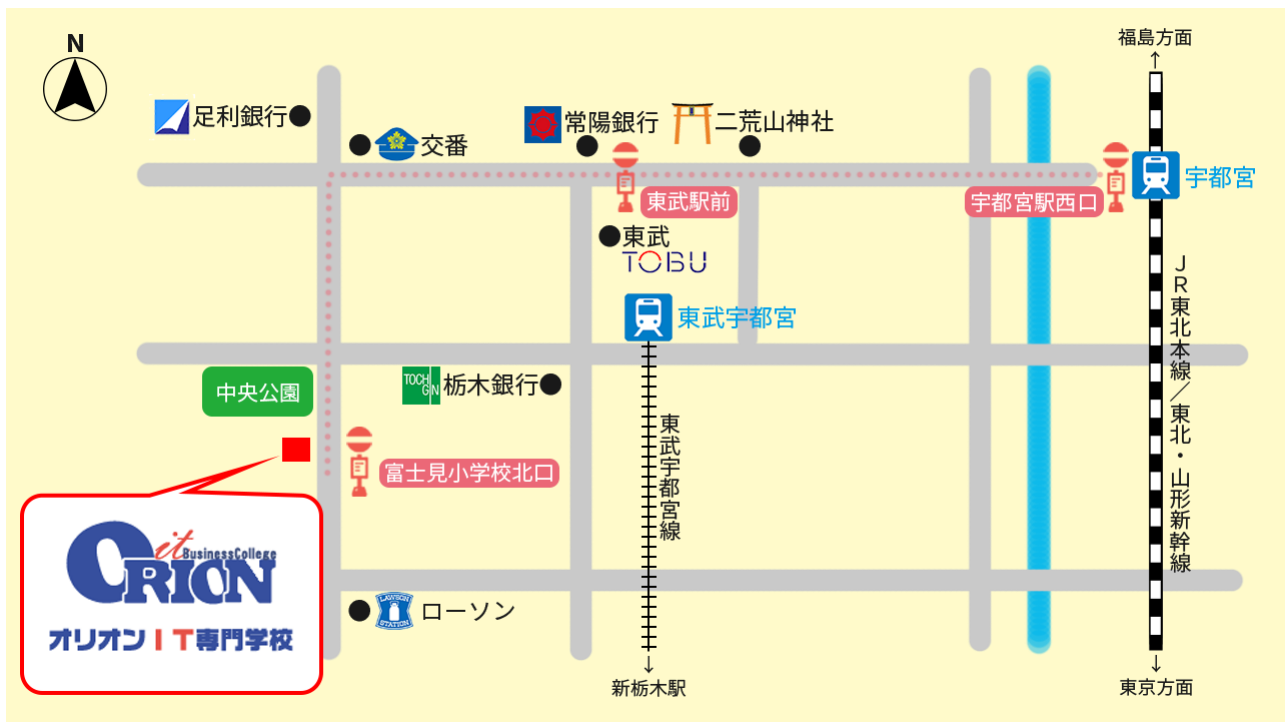 N
福島方面
↑
足利銀行
交番
常陽銀行
二荒山神社
宇都宮
東武駅前
宇都宮駅西口
東武
TOBU
東武宇都宮
JR東北本線／東北・山形新幹線
中央公園
TOCHGIN
栃木銀行
東武宇都宮線
富士見小学校北口
it
BusinessCollege
ORION
オリオンIT専門学校
LAWSON
STATION
ローソン
↓
新栃木駅
↓
東京方面